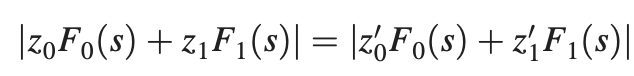 |z₀F₀(s) + z₁F₁(s)| = |z′₀F₀(s) + z′₁F₁(s)|